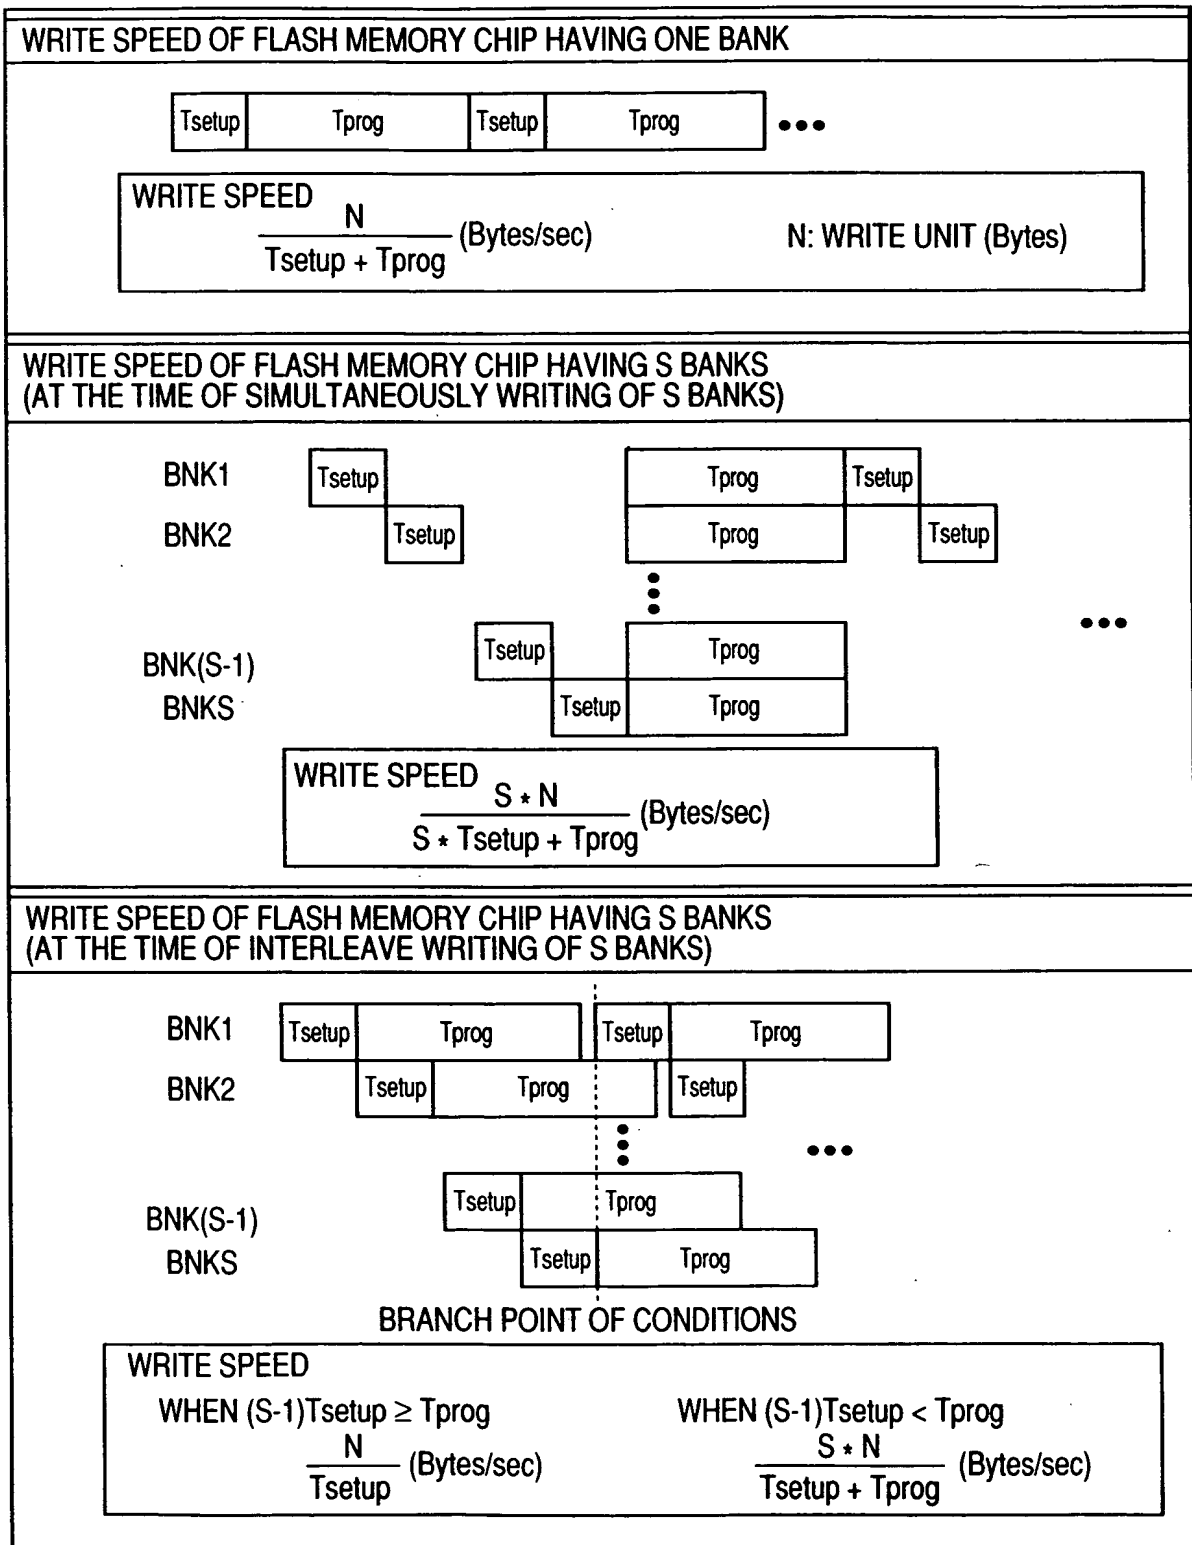 WRITE SPEED OF FLASH MEMORY CHIP HAVING ONE BANK
Tsetup Tprog Tsetup Tprog •••
WRITE SPEED
N
Tsetup + Tprog
(Bytes/sec)
N: WRITE UNIT (Bytes)
WRITE SPEED OF FLASH MEMORY CHIP HAVING S BANKS
(AT THE TIME OF SIMULTANEOUSLY WRITING OF S BANKS)
BNK1 Tsetup Tprog Tsetup
BNK2 Tsetup Tprog Tsetup
•••
BNK(S-1) Tsetup Tprog
BNKS Tsetup Tprog
WRITE SPEED
S * N
S * Tsetup + Tprog
(Bytes/sec)
WRITE SPEED OF FLASH MEMORY CHIP HAVING S BANKS
(AT THE TIME OF INTERLEAVE WRITING OF S BANKS)
BNK1 Tsetup Tprog Tsetup Tprog
BNK2 Tsetup Tprog Tsetup
•••
BNK(S-1) Tsetup Tprog
BNKS Tsetup Tprog
BRANCH POINT OF CONDITIONS
WRITE SPEED
WHEN (S-1)Tsetup ≥ Tprog
N
Tsetup
(Bytes/sec)
WHEN (S-1)Tsetup < Tprog
S * N
Tsetup + Tprog
(Bytes/sec)